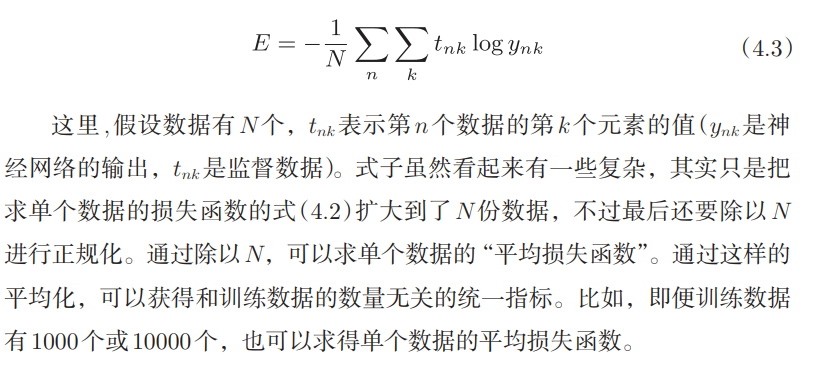 E = −\frac{1}{N} \sum_{n} \sum_{k} t_{nk} \log y_{nk} (4.3)
这里,假设数据有 N个，t_{nk}表示第n个数据的第k个元素的值(y_{nk}是神
经网络的输出，t_{nk}是监督数据)。式子虽然看起来有一些复杂，其实只是把
求单个数据的损失函数的式(4.2)扩大到了N份数据，不过最后还要除以N
进行正规化。通过除以N，可以求单个数据的“平均损失函数”。通过这样的
平均化，可以获得和训练数据的数量无关的统一指标。比如，即便训练数据
有1000个或10000个，也可以求得单个数据的平均损失函数。